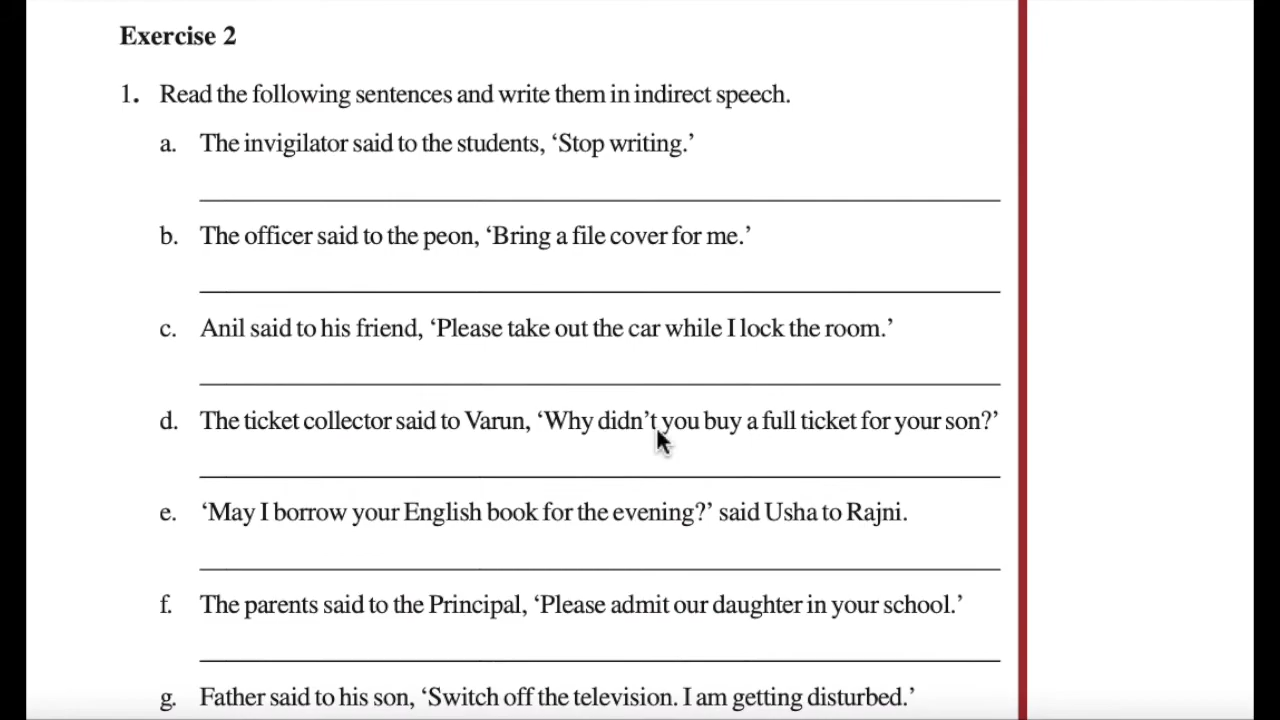 Exercise 2
1. Read the following sentences and write them in indirect speech.
a. The invigilator said to the students, ‘Stop writing.’
b. The officer said to the peon, ‘Bring a file cover for me.’
c. Anil said to his friend, ‘Please take out the car while I lock the room.’
d. The ticket collector said to Varun, ‘Why didn’t you buy a full ticket for your son?’
e. ‘May I borrow your English book for the evening?’ said Usha to Rajni.
f. The parents said to the Principal, ‘Please admit our daughter in your school.’
g. Father said to his son, ‘Switch off the television. I am getting disturbed.’